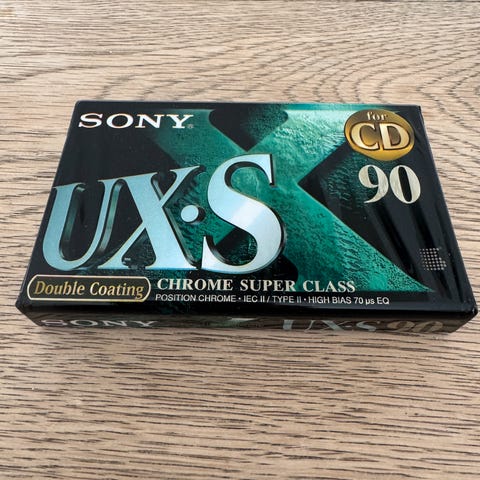 SONY®
for
CD
90
UX·S
Double Coating
CHROME SUPER CLASS
POSITION CHROME · IEC II / TYPE II · HIGH BIAS 70 μs EQ
SONY UX·S 90